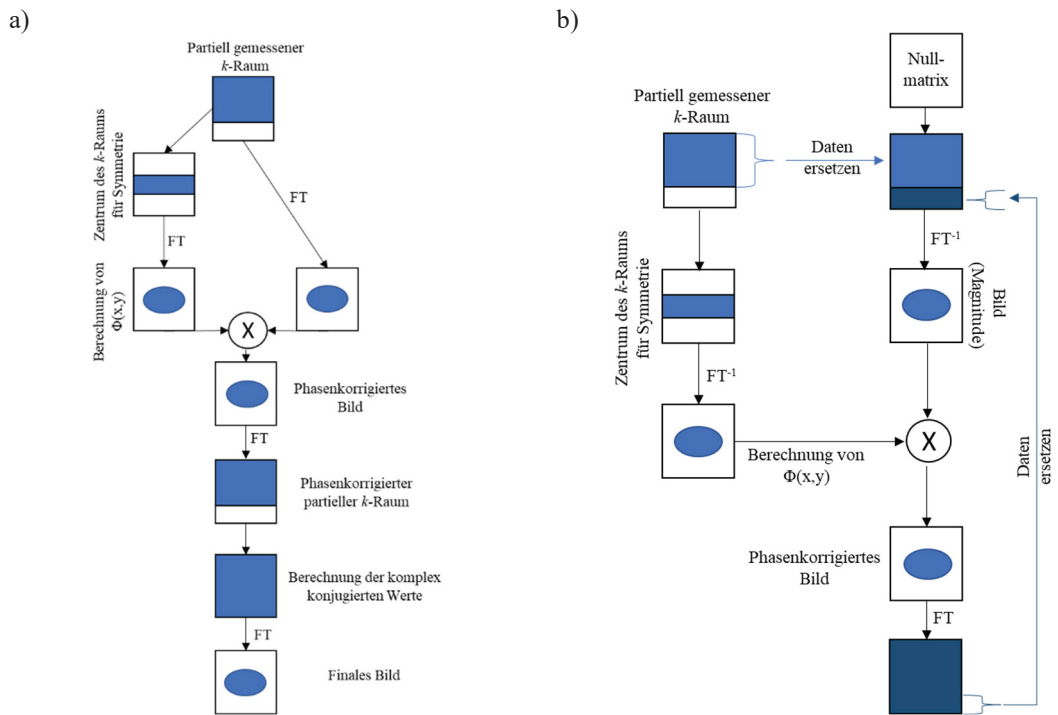 a)
Partiell gemessener
k-Raum
Zentrum des k-Raums
für Symmetrie
FT
FT
Berechnung von
Φ(x,y)
X
Phasenkorrigiertes
Bild
FT
Phasenkorrigierter
partieller k-Raum
Berechnung der komplex
konjugierten Werte
FT
Finales Bild
b)
Null-
matrix
Partiell gemessener
k-Raum
Daten
ersetzen
Zentrum des k-Raums
für Symmetrie
FT-1
FT-1
Bild
(Magnitude)
Berechnung von
Φ(x,y)
X
Daten
ersetzen
Phasenkorrigiertes
Bild
FT